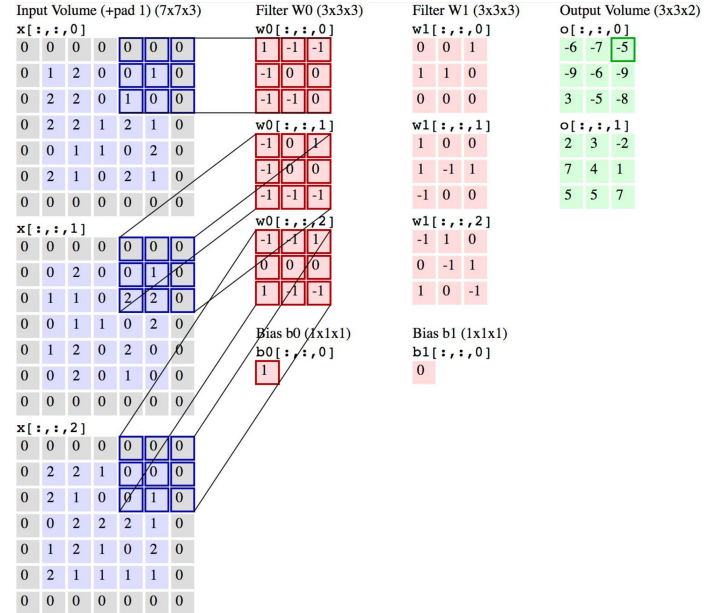 Input Volume (+pad 1) (7x7x3)
x[:,:,0]
0 0 0 0 0 0 0
0 1 2 0 0 1 0
0 2 2 0 1 0 0
0 2 2 1 2 1 0
0 0 1 1 0 2 0
0 2 1 0 2 1 0
0 0 0 0 0 0 0
x[:,:,1]
0 0 0 0 0 0 0
0 0 2 0 0 1 0
0 1 1 0 2 2 0
0 0 1 1 0 2 0
0 1 2 0 2 0 0
0 0 2 0 1 0 0
0 0 0 0 0 0 0
x[:,:,2]
0 0 0 0 0 0 0
0 2 2 1 0 0 0
0 2 1 0 0 1 0
0 0 2 2 2 1 0
0 1 2 1 0 2 0
0 2 1 1 1 1 0
0 0 0 0 0 0 0
Filter W0 (3x3x3)
w0[:,:,0]
1 -1 -1
-1 0 0
-1 -1 0
w0[:,:,1]
-1 0 1
-1 0 0
-1 -1 -1
w0[:,:,2]
-1 -1 1
0 0 0
1 -1 -1
Bias b0 (1x1x1)
b0[:,:,0]
1
Filter W1 (3x3x3)
w1[:,:,0]
0 0 1
1 1 0
0 0 0
w1[:,:,1]
1 0 0
1 -1 1
-1 0 0
w1[:,:,2]
-1 1 0
0 -1 1
1 0 -1
Bias b1 (1x1x1)
b1[:,:,0]
0
Output Volume (3x3x2)
o[:,:,0]
-6 -7 -5
-9 -6 -9
3 -5 -8
o[:,:,1]
2 3 -2
7 4 1
5 5 7